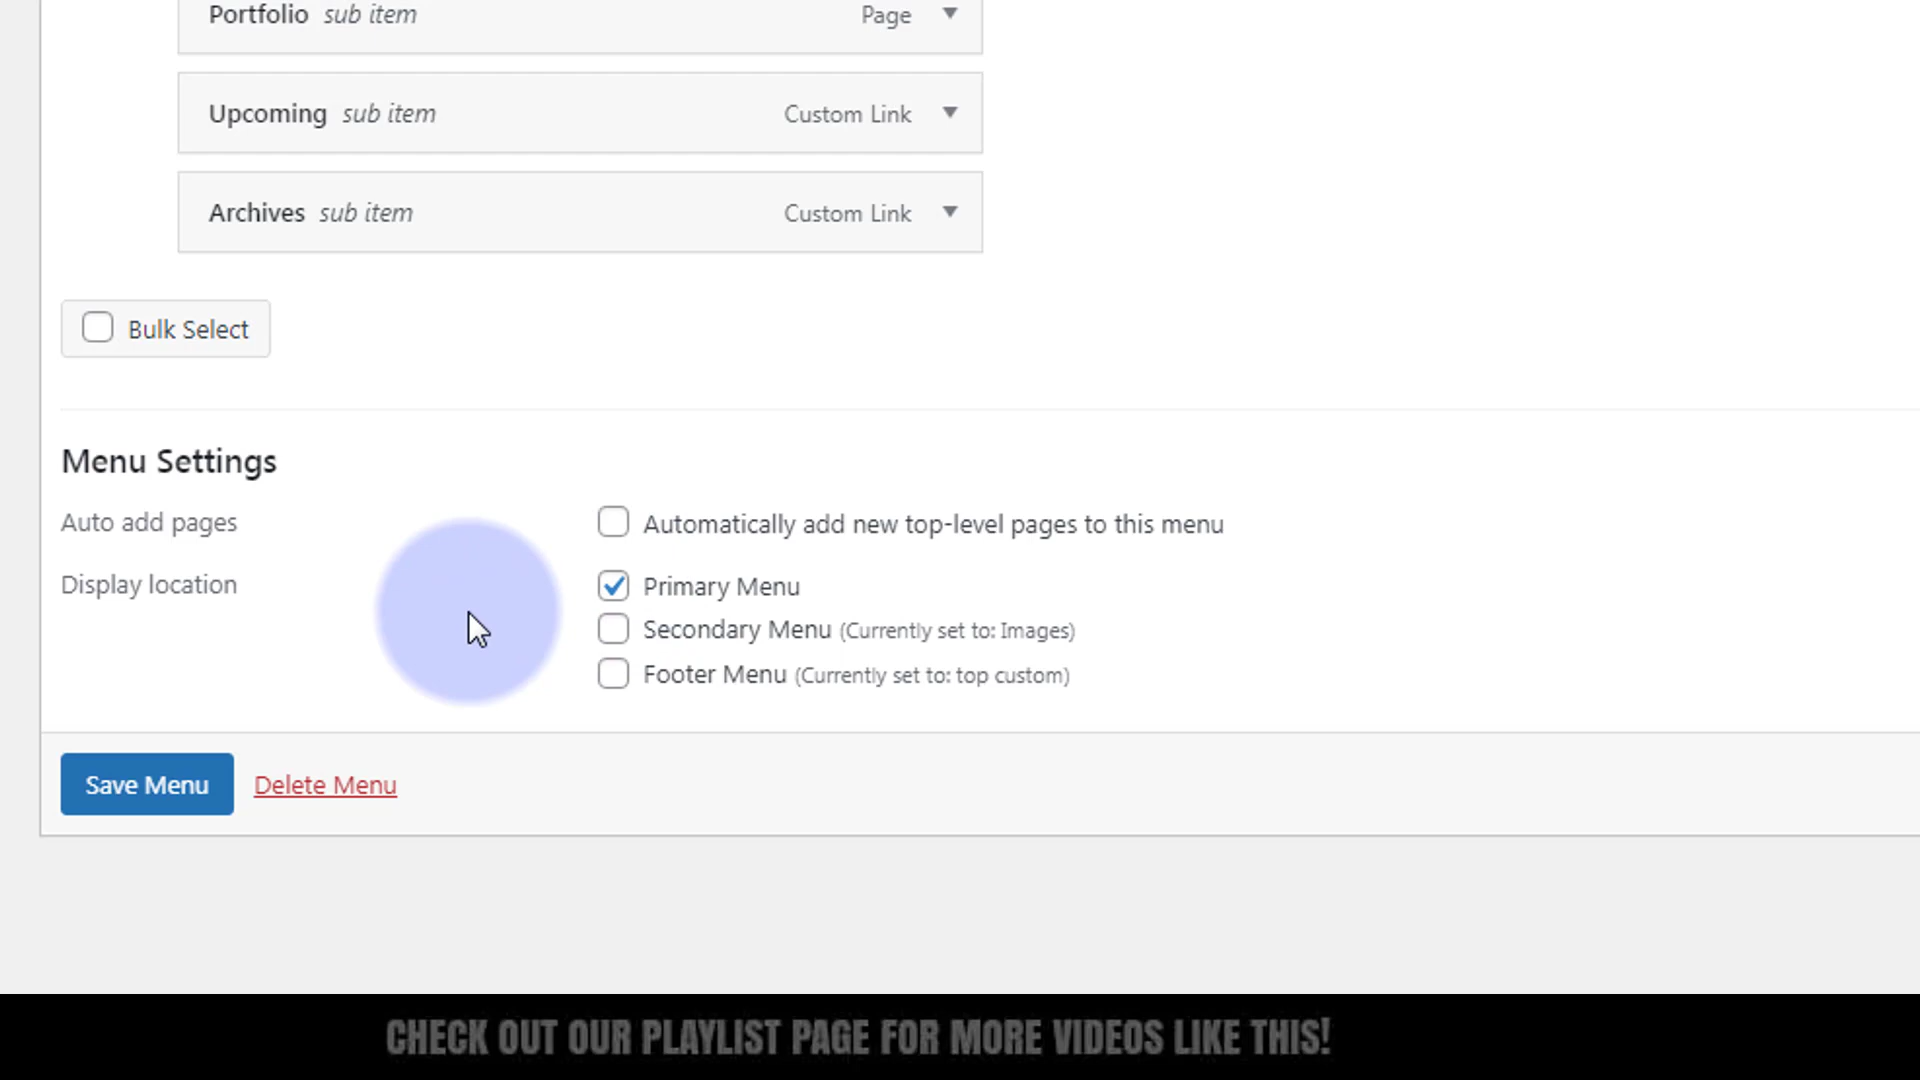 Portfolio sub item Page
Upcoming sub item Custom Link
Archives sub item Custom Link
Bulk Select
Menu Settings
Auto add pages Automatically add new top-level pages to this menu
Display location Primary Menu
Secondary Menu (Currently set to: Images)
Footer Menu (Currently set to: top custom)
Save Menu Delete Menu
CHECK OUT OUR PLAYLIST PAGE FOR MORE VIDEOS LIKE THIS!